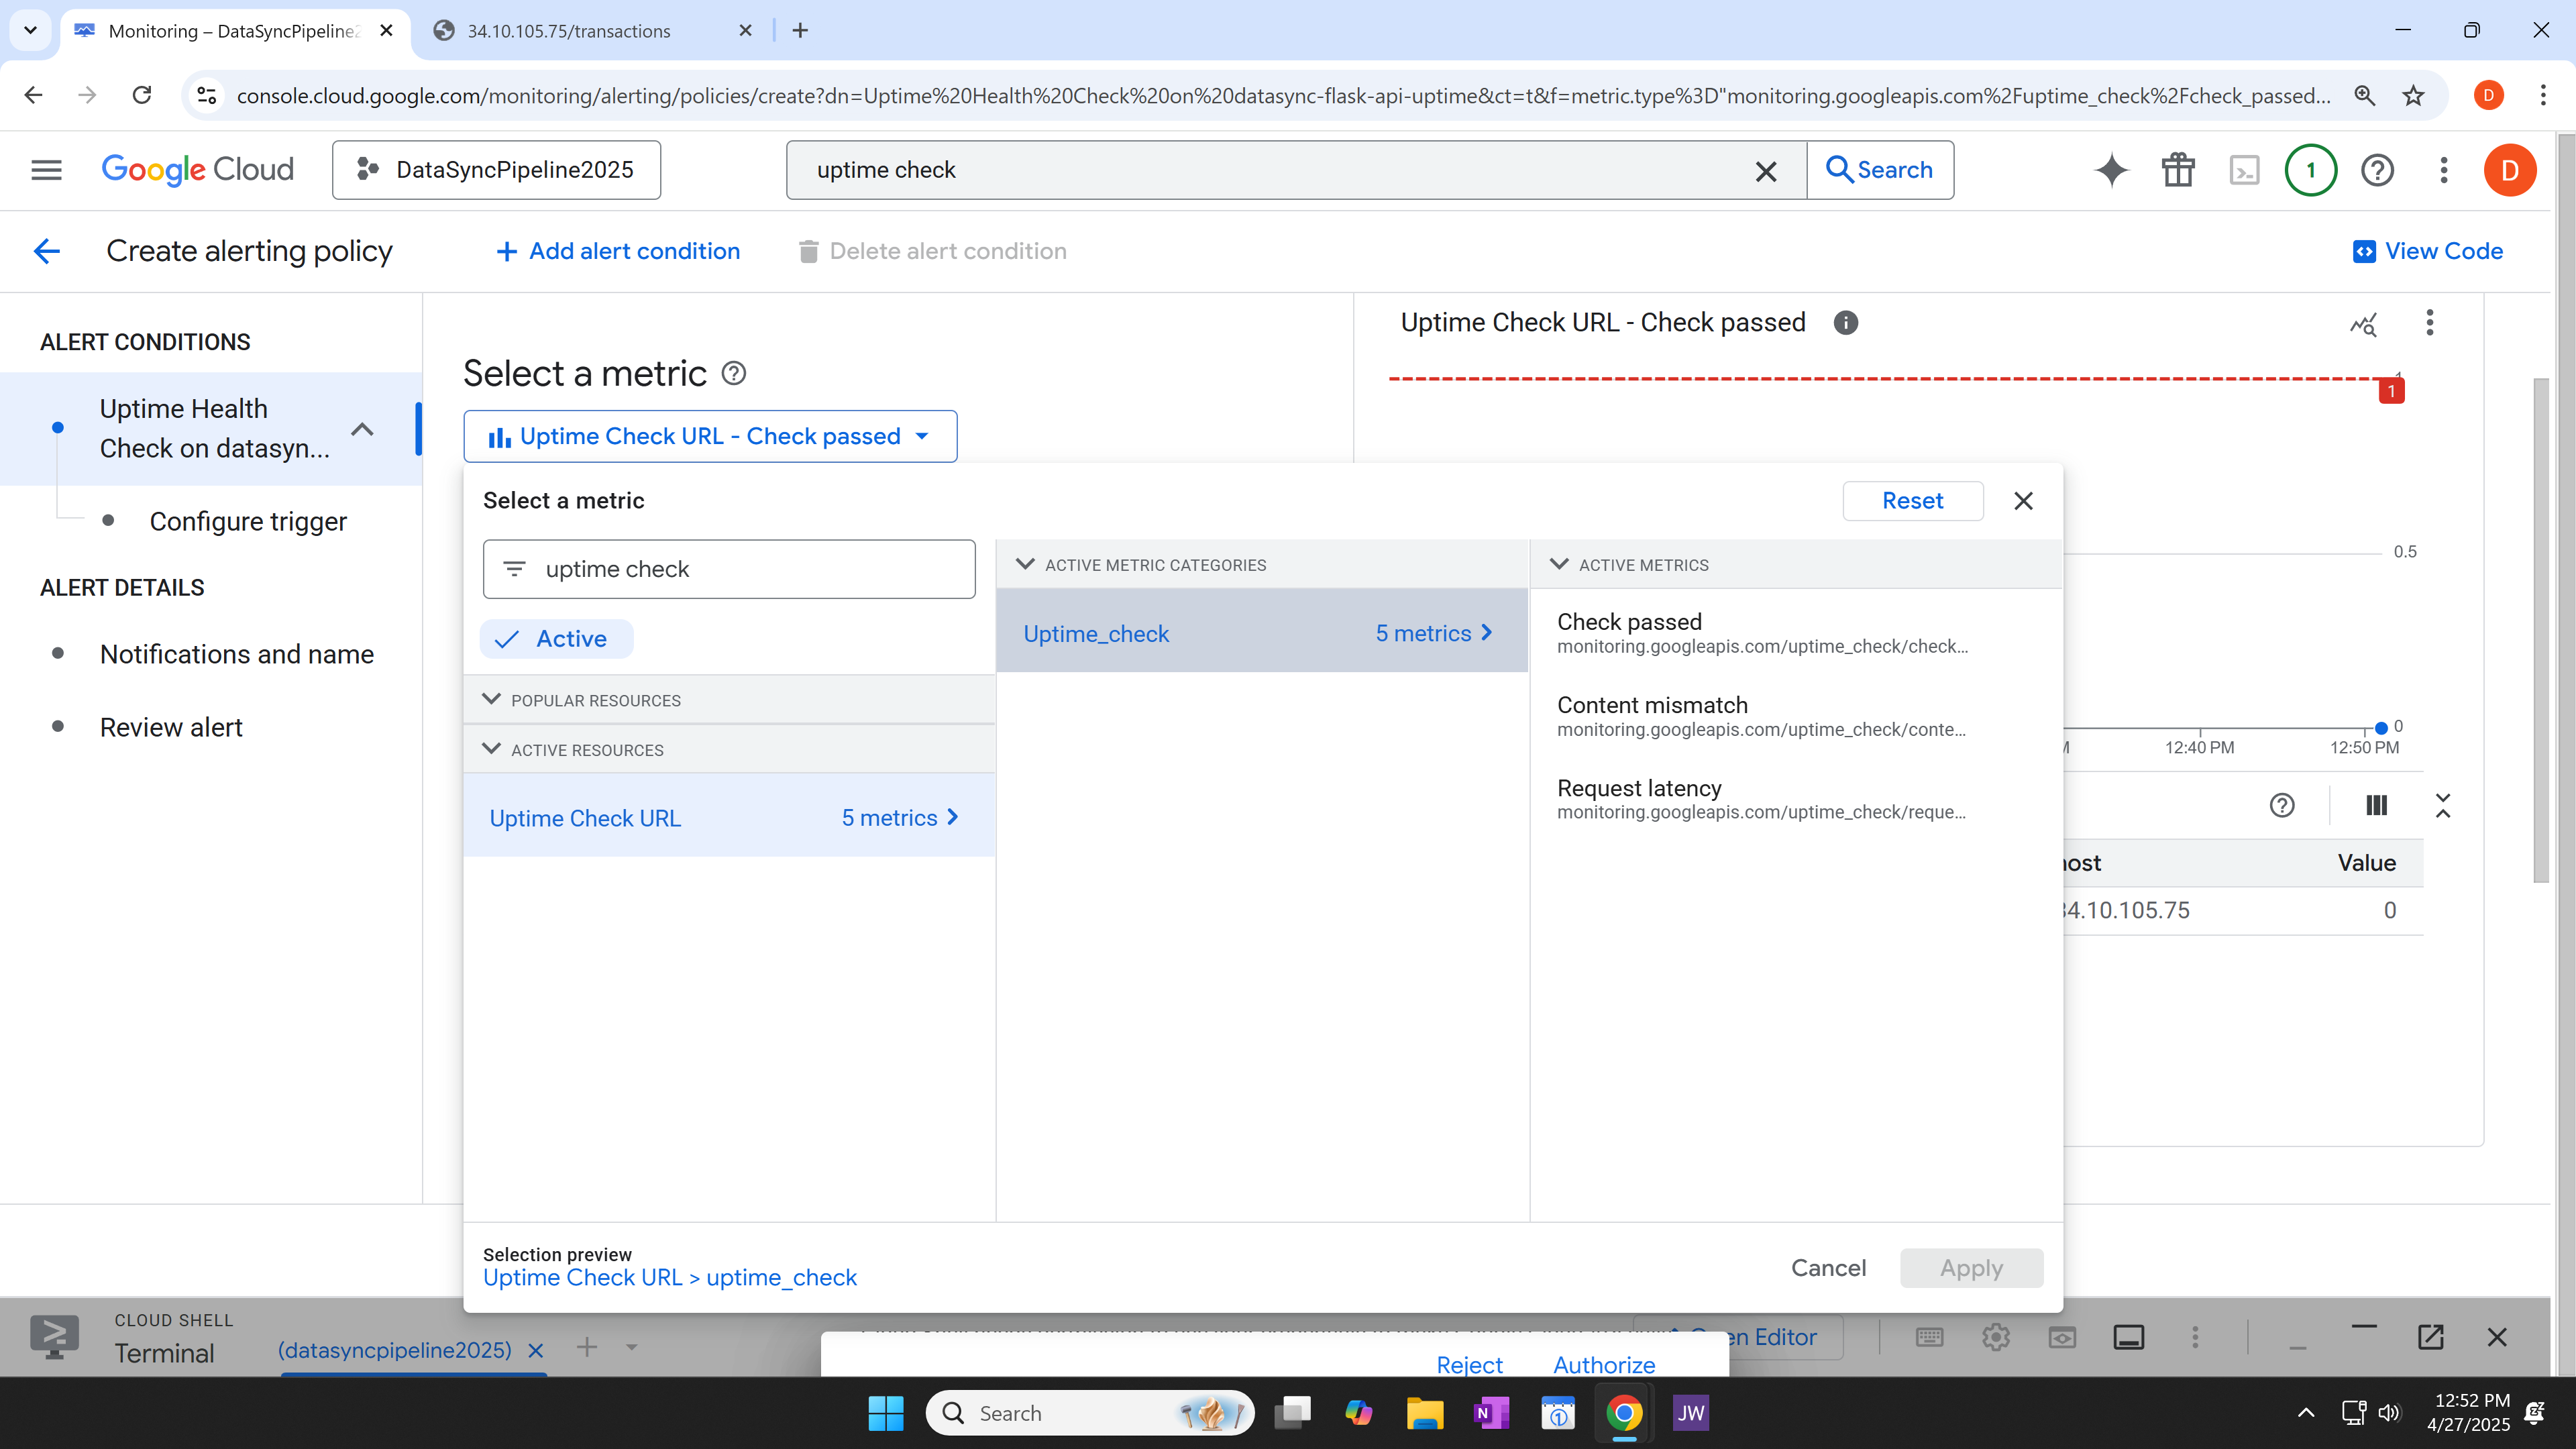 Monitoring – DataSyncPipeline2
34.10.105.75/transactions
console.cloud.google.com/monitoring/alerting/policies/create?dn=Uptime%20Health%20Check%20on%20datasync-flask-api-uptime&ct=t&f=metric.type%3D"monitoring.googleapis.com%2Fuptime_check%2Fcheck_passed...
D
Google Cloud
DataSyncPipeline2025
uptime check
Search
1
D
Create alerting policy
Add alert condition
Delete alert condition
View Code
ALERT CONDITIONS
Uptime Health
Check on datasyn...
Configure trigger
ALERT DETAILS
Notifications and name
Review alert
Select a metric
Uptime Check URL - Check passed
Uptime Check URL - Check passed
1
1
0.5
0
12:40 PM
12:50 PM
Value
34.10.105.75
0
Select a metric
Reset
uptime check
Active
POPULAR RESOURCES
ACTIVE RESOURCES
Uptime Check URL
5 metrics
ACTIVE METRIC CATEGORIES
Uptime_check
5 metrics
ACTIVE METRICS
Check passed
monitoring.googleapis.com/uptime_check/check...
Content mismatch
monitoring.googleapis.com/uptime_check/conte...
Request latency
monitoring.googleapis.com/uptime_check/reque...
Selection preview
Uptime Check URL > uptime_check
Cancel
Apply
CLOUD SHELL
Terminal
(datasyncpipeline2025)
Editor
Reject
Authorize
Search
JW
12:52 PM
4/27/2025